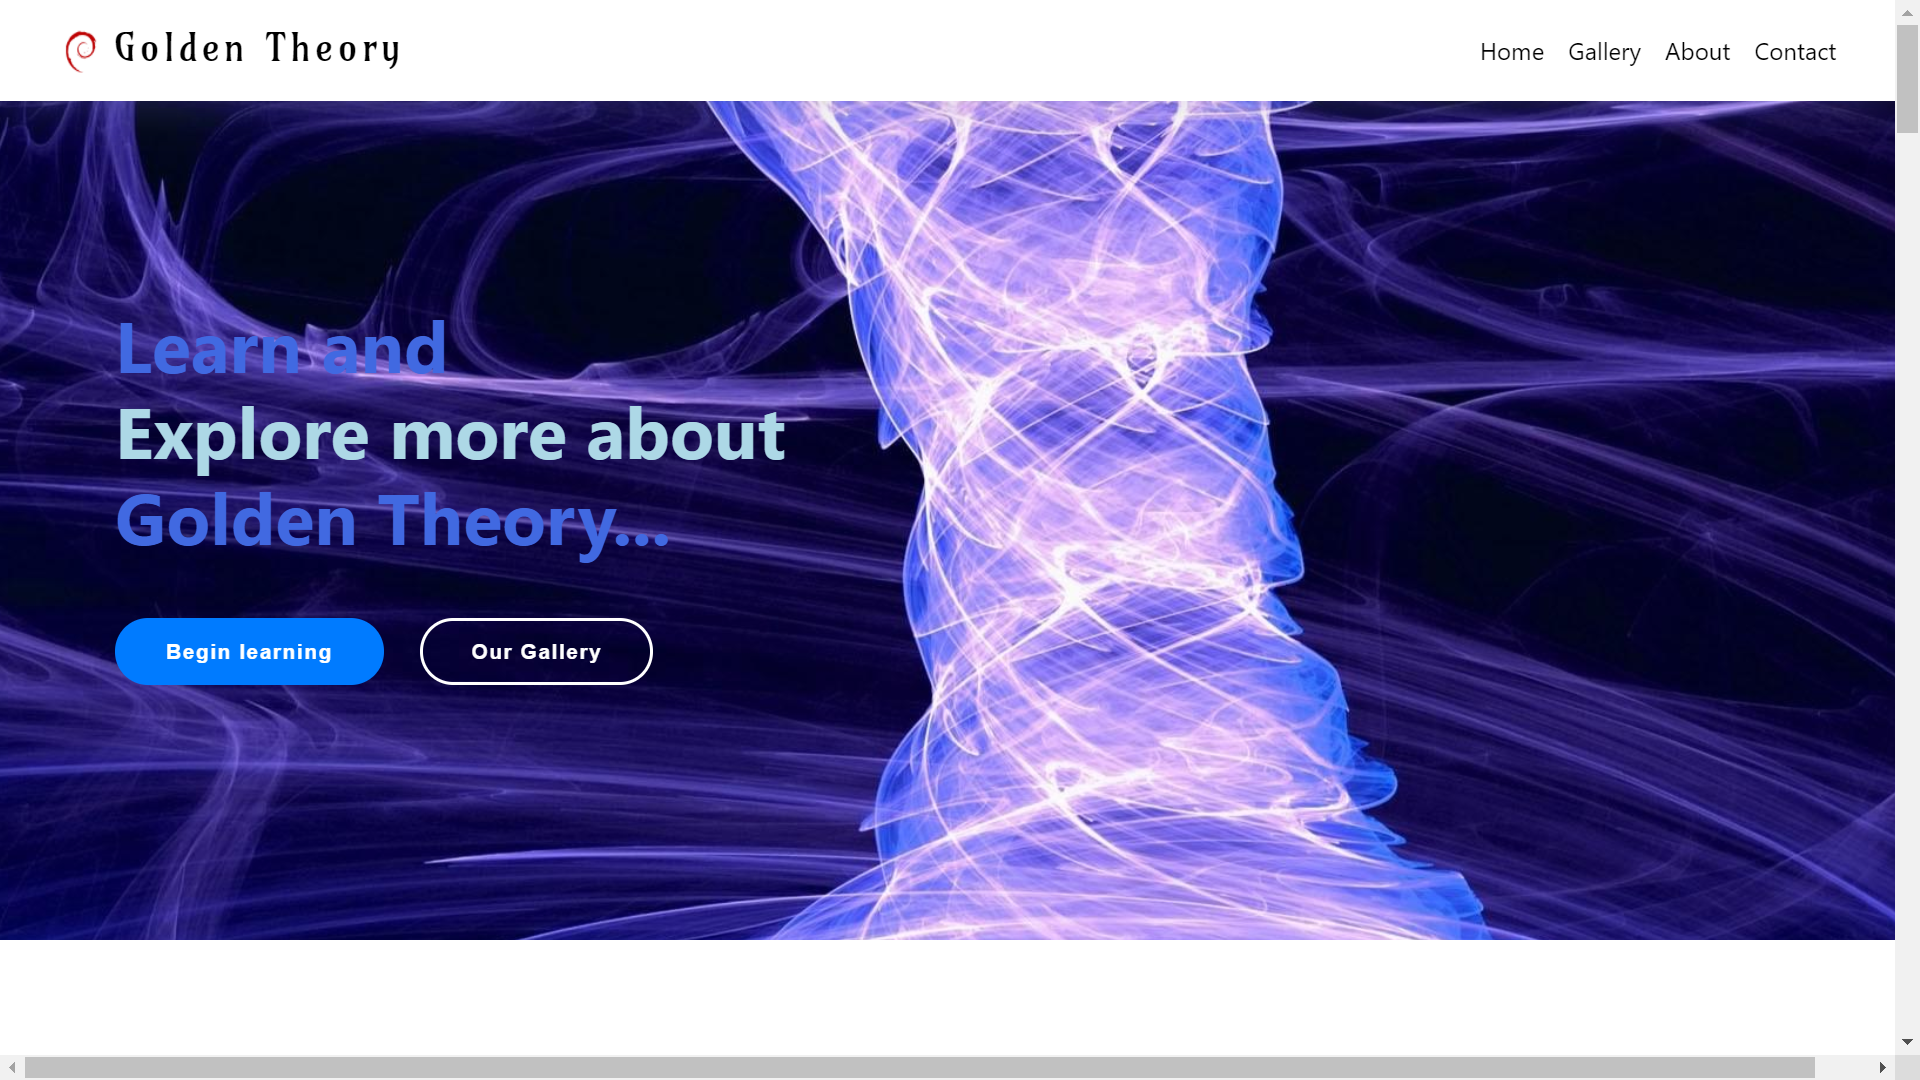 Golden Theory
Home Gallery About Contact
Learn and
Explore more about
Golden Theory...
Begin learning Our Gallery